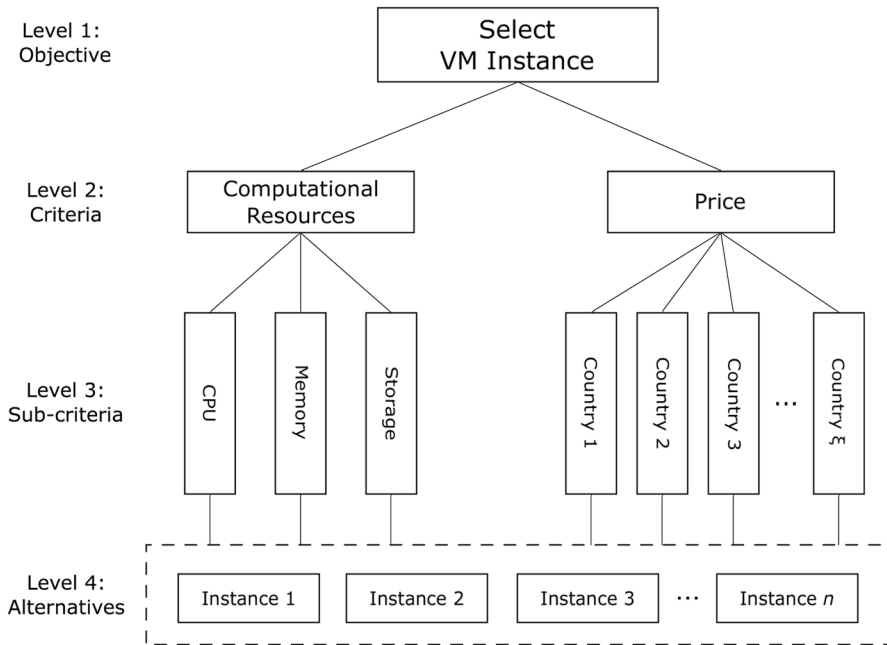 Level 1:
Objective
Select
VM Instance
Level 2:
Criteria
Computational
Resources
Price
Level 3:
Sub-criteria
CPU
Memory
Storage
Country 1
Country 2
Country 3
...
Country ξ
Level 4:
Alternatives
Instance 1
Instance 2
Instance 3
...
Instance n